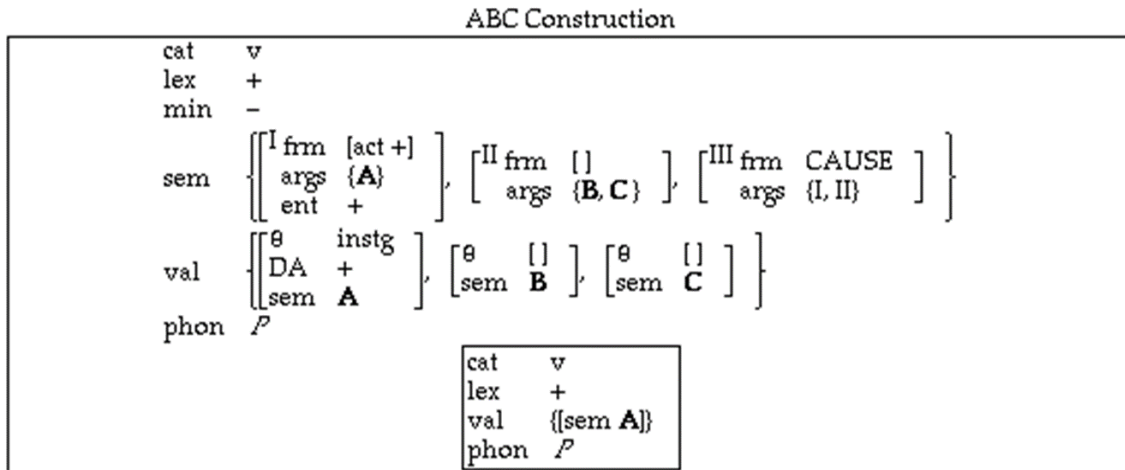 ABC Construction
cat v
lex +
min –
sem {[I frm [act +] args {A} ent +], [II frm [ ] args {B, C}], [III frm CAUSE args {I, II}]}
val {[θ instg DA + sem A], [θ [ ] sem B], [θ [ ] sem C]}
phon P
cat v
lex +
val {[sem A]}
phon P